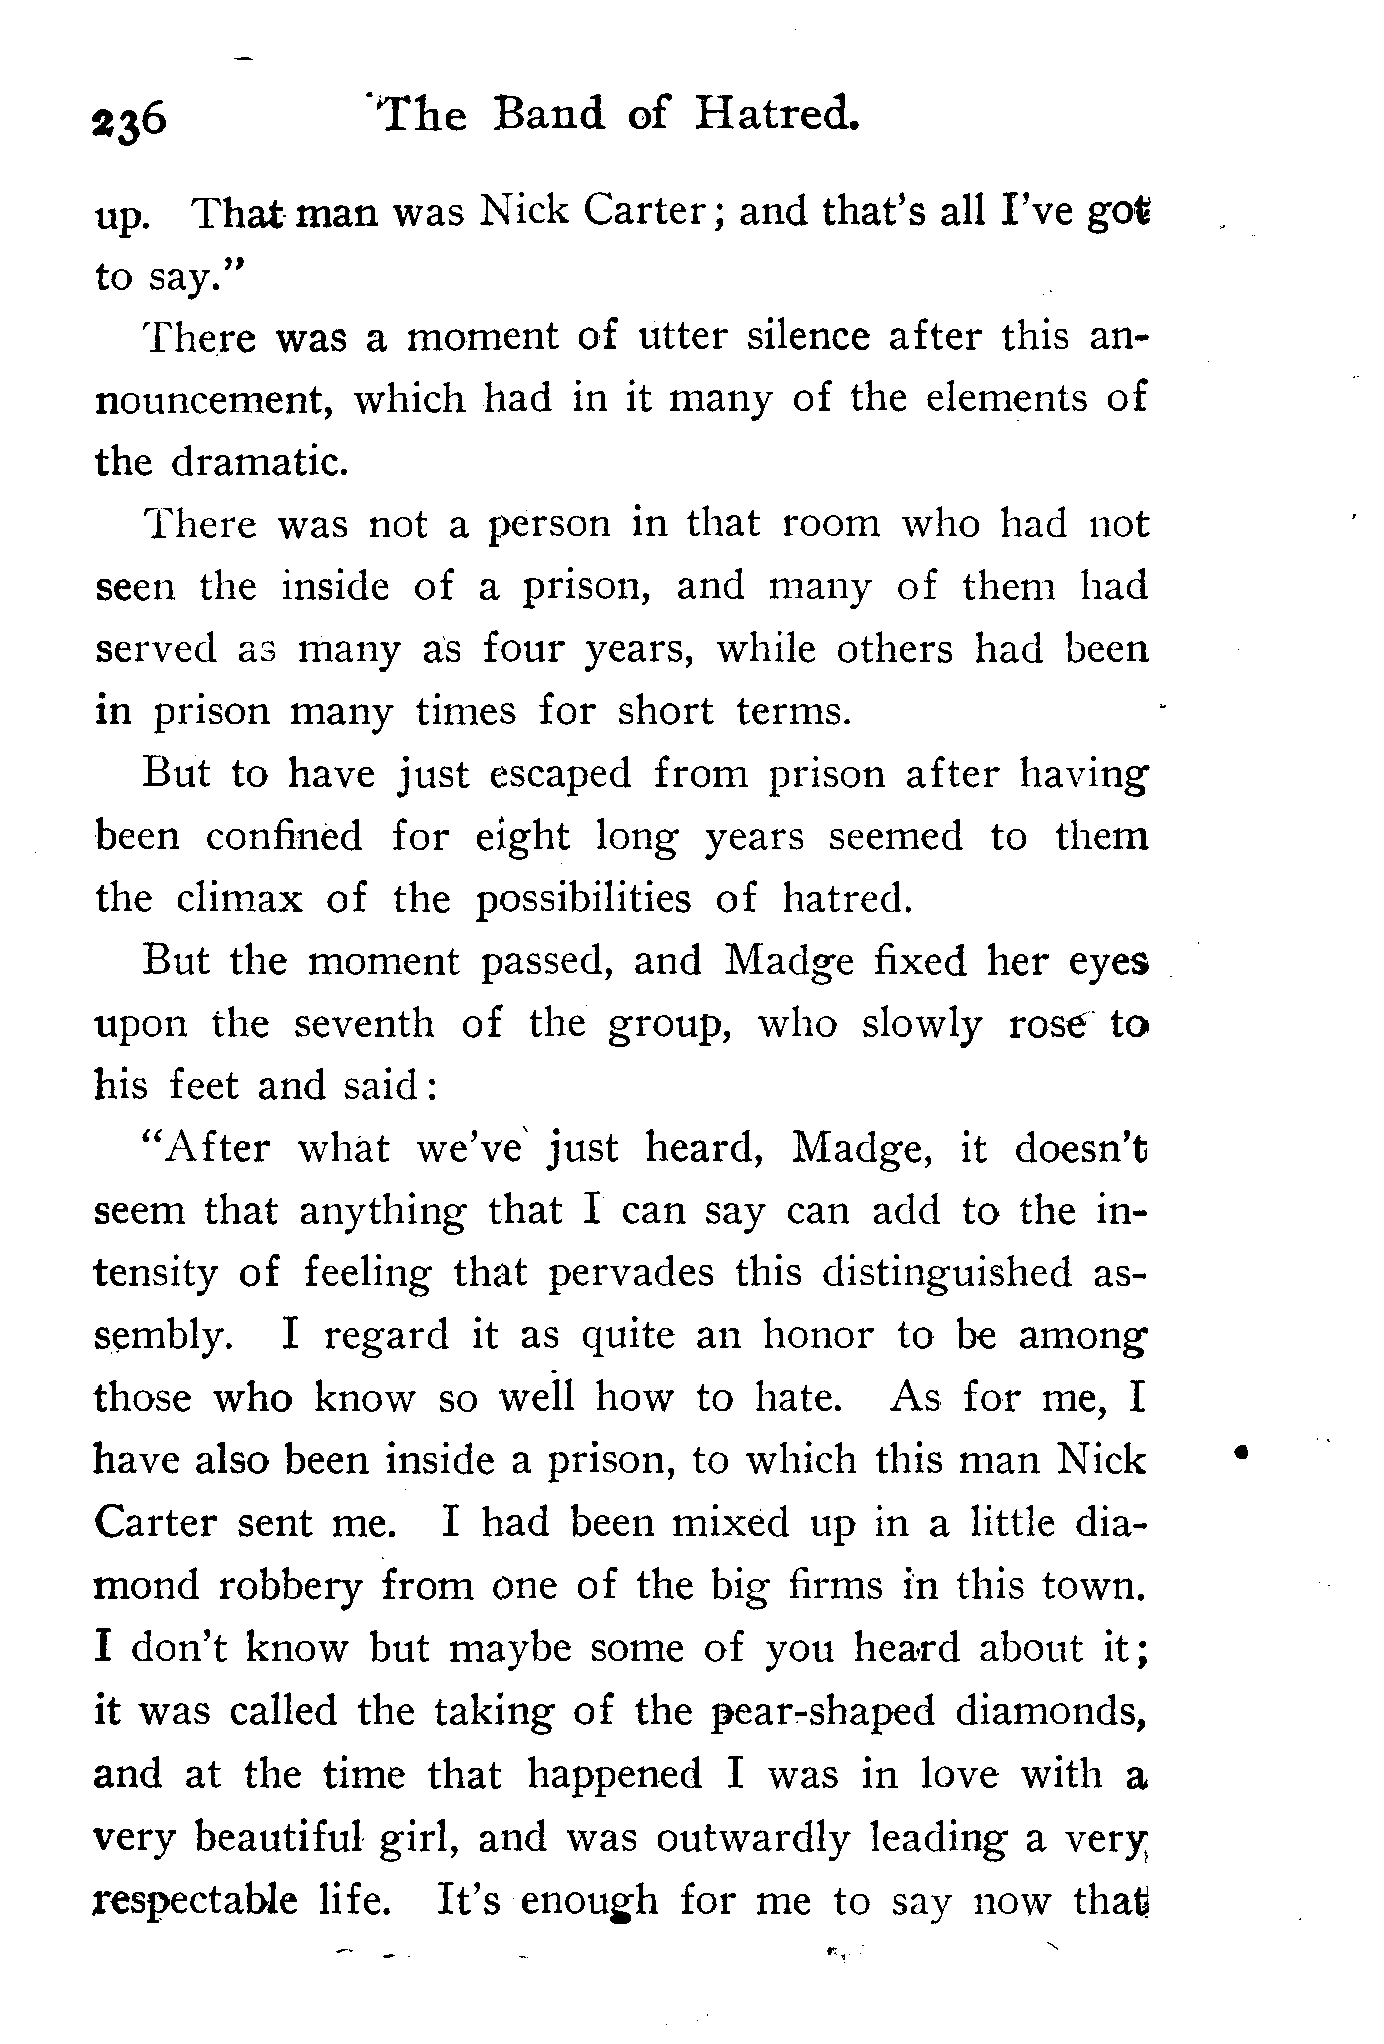 236 The Band of Hatred.
up. That man was Nick Carter; and that's all I've got
to say."
There was a moment of utter silence after this an-
nouncement, which had in it many of the elements of
the dramatic.
There was not a person in that room who had not
seen the inside of a prison, and many of them had
served as many as four years, while others had been
in prison many times for short terms.
But to have just escaped from prison after having
been confined for eight long years seemed to them
the climax of the possibilities of hatred.
But the moment passed, and Madge fixed her eyes
upon the seventh of the group, who slowly rose to
his feet and said:
"After what we've just heard, Madge, it doesn't
seem that anything that I can say can add to the in-
tensity of feeling that pervades this distinguished as-
sembly. I regard it as quite an honor to be among
those who know so well how to hate. As for me, I
have also been inside a prison, to which this man Nick
Carter sent me. I had been mixed up in a little dia-
mond robbery from one of the big firms in this town.
I don't know but maybe some of you heard about it;
it was called the taking of the pear-shaped diamonds,
and at the time that happened I was in love with a
very beautiful girl, and was outwardly leading a very
respectable life. It's enough for me to say now that